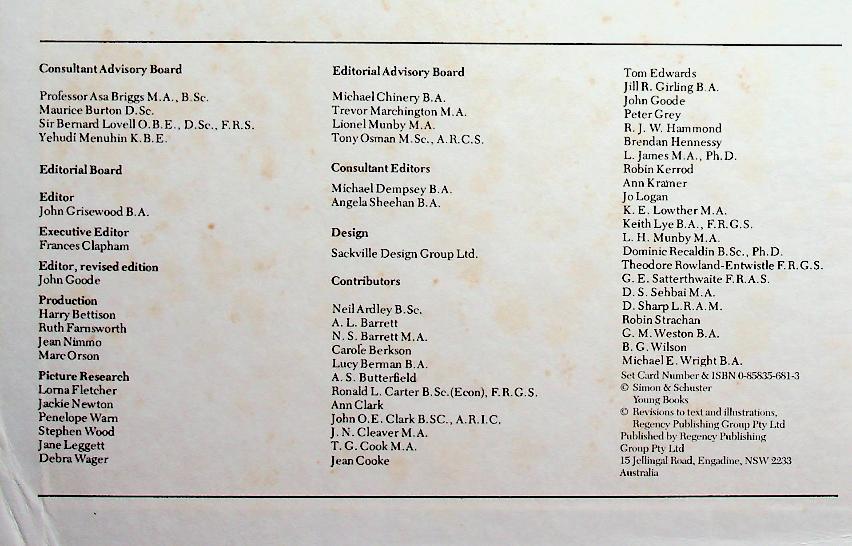 Consultant Advisory Board
Professor Asa Briggs M.A., B.Sc.
Maurice Burton D.Sc.
Sir Bernard Lovell O.B.E., D.Sc., F.R.S.
Yehudi Menuhin K.B.E.
Editorial Board
Editor
John Grisewood B.A.
Executive Editor
Frances Clapham
Editor, revised edition
John Goode
Production
Harry Bettison
Ruth Farnsworth
Jean Nimmo
Marc Orson
Picture Research
Lorna Fletcher
Jackie Newton
Penelope Warn
Stephen Wood
Jane Leggett
Debra Wager
Editorial Advisory Board
Michael Chinery B.A.
Trevor Marchington M.A.
Lionel Munby M.A.
Tony Osman M.Sc., A.R.C.S.
Consultant Editors
Michael Dempsey B.A.
Angela Sheehan B.A.
Design
Sackville Design Group Ltd.
Contributors
Neil Ardley B.Sc.
A. L. Barrett
N. S. Barrett M.A.
Carole Berkson
Lucy Berman B.A.
A. S. Butterfield
Ronald L. Carter B.Sc.(Econ), F.R.G.S.
Ann Clark
John O.E. Clark B.SC., A.R.I.C.
J. N. Cleaver M.A.
T. G. Cook M.A.
Jean Cooke
Tom Edwards
Jill R. Girling B.A.
John Goode
Peter Grey
R. J. W. Hammond
Brendan Hennessy
L. James M.A., Ph.D.
Robin Kerrod
Ann Kramer
Jo Logan
K. E. Lowther M.A.
Keith Lye B.A., F.R.G.S.
L. H. Munby M.A.
Dominic Recaldin B.Sc., Ph.D.
Theodore Rowland-Entwistle F.R.G.S.
G. E. Satterthwaite F.R.A.S.
D. S. Sehbai M.A.
D. Sharp L.R.A.M.
Robin Strachan
G. M. Weston B.A.
B. G. Wilson
Michael E. Wright B.A.
Set Card Number & ISBN 0-85835-681-3
© Simon & Schuster
Young Books
© Revisions to text and illustrations,
Regency Publishing Group Pty Ltd
Published by Regency Publishing
Group Pty Ltd
15 Jellingal Road, Engadine, NSW 2233
Australia